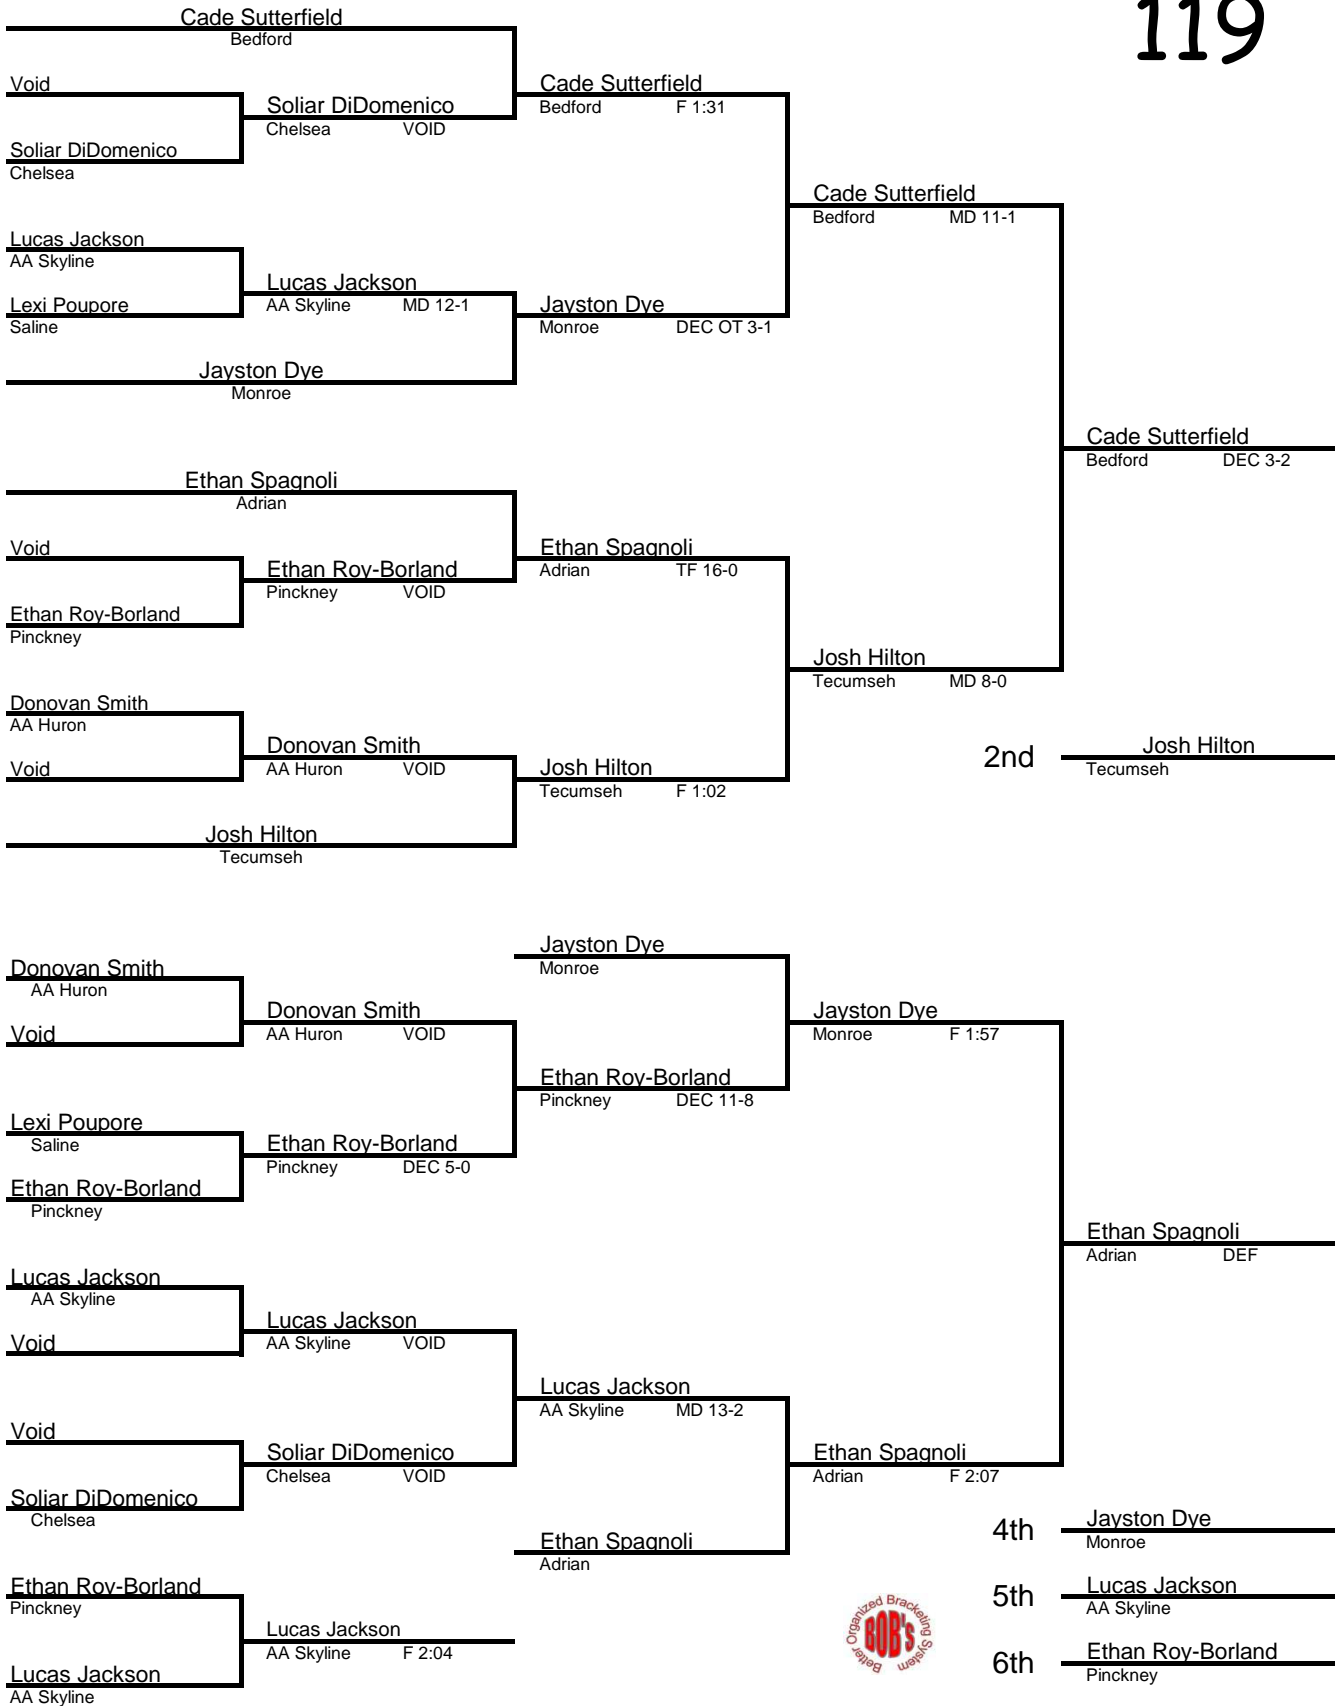 119
Cade Sutterfield
Bedford
Void
Soliar DiDomenico
Chelsea VOID
Soliar DiDomenico
Chelsea
Cade Sutterfield
Bedford F 1:31
Lucas Jackson
AA Skyline
Lucas Jackson
AA Skyline MD 12-1
Lexi Poupore
Saline
Jayston Dye
Monroe
Jayston Dye
Monroe DEC OT 3-1
Cade Sutterfield
Bedford MD 11-1
Ethan Spagnoli
Adrian
Void
Ethan Roy-Borland
Pinckney VOID
Ethan Roy-Borland
Pinckney
Ethan Spagnoli
Adrian TF 16-0
Donovan Smith
AA Huron
Void
Donovan Smith
AA Huron VOID
Josh Hilton
Tecumseh
Josh Hilton
Tecumseh F 1:02
Josh Hilton
Tecumseh MD 8-0
Cade Sutterfield
Bedford DEC 3-2
2nd Josh Hilton
Tecumseh
Donovan Smith
AA Huron
Void
Donovan Smith
AA Huron VOID
Lexi Poupore
Saline
Ethan Roy-Borland
Pinckney
Ethan Roy-Borland
Pinckney DEC 5-0
Jayston Dye
Monroe
Ethan Roy-Borland
Pinckney DEC 11-8
Jayston Dye
Monroe F 1:57
Lucas Jackson
AA Skyline
Void
Lucas Jackson
AA Skyline VOID
Void
Soliar DiDomenico
Chelsea
Soliar DiDomenico
Chelsea VOID
Lucas Jackson
AA Skyline MD 13-2
Ethan Spagnoli
Adrian
Ethan Spagnoli
Adrian F 2:07
Ethan Spagnoli
Adrian DEF
Ethan Roy-Borland
Pinckney
Lucas Jackson
AA Skyline
Lucas Jackson
AA Skyline F 2:04
Better Organized Bracketing System
BOB'S
4th Jayston Dye
Monroe
5th Lucas Jackson
AA Skyline
6th Ethan Roy-Borland
Pinckney